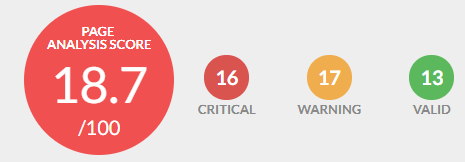 PAGE
ANALYSIS SCORE
18.7
/100
16
CRITICAL
17
WARNING
13
VALID